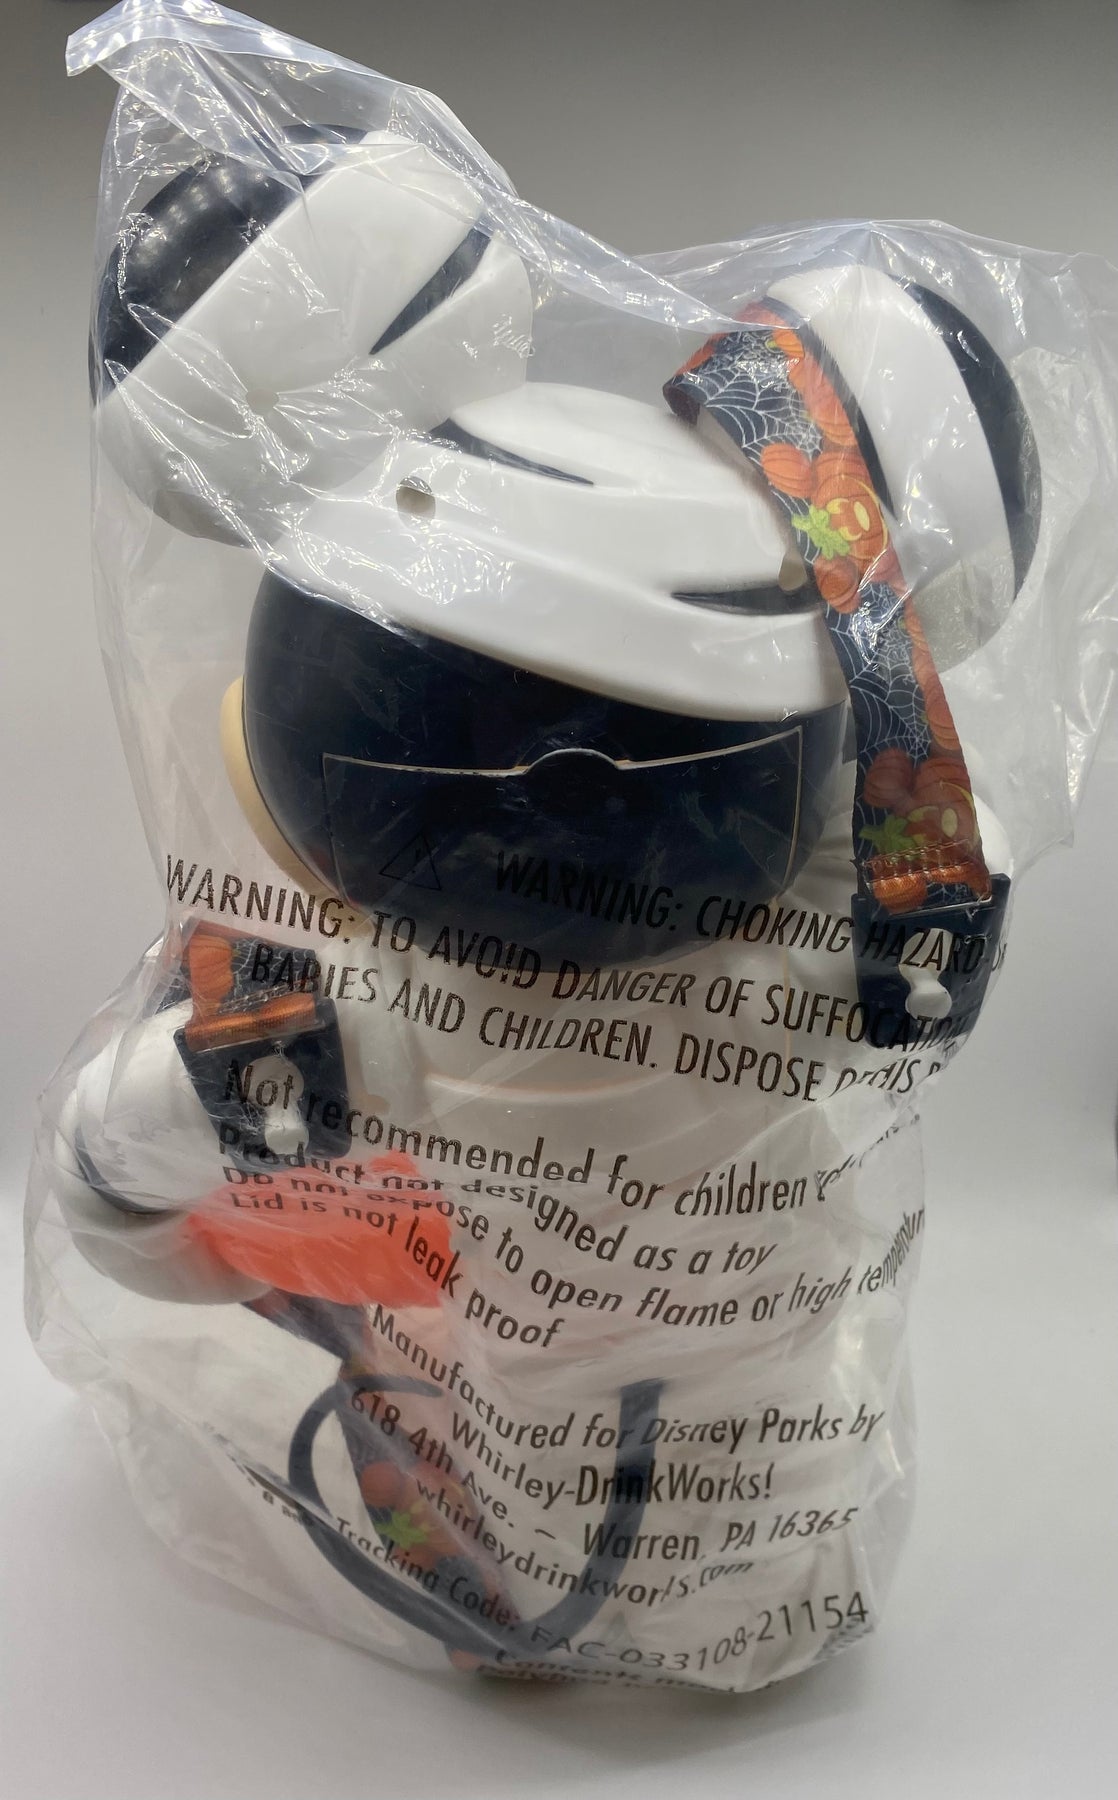 WARNING: CHOKING HAZARD-
WARNING: TO AVOID DANGER OF SUFFOCATION
BABIES AND CHILDREN. DISPOSE
Not recommended for children
Product not designed as a toy
Do not expose to open flame or high temperatur
Lid is not leak proof
Manufactured for Disney Parks by
Whirley-DrinkWorks!
618 4th Ave. – Warren, PA 16365
whirleydrinkworks.com
Tracking Code: FAC-033108-21154